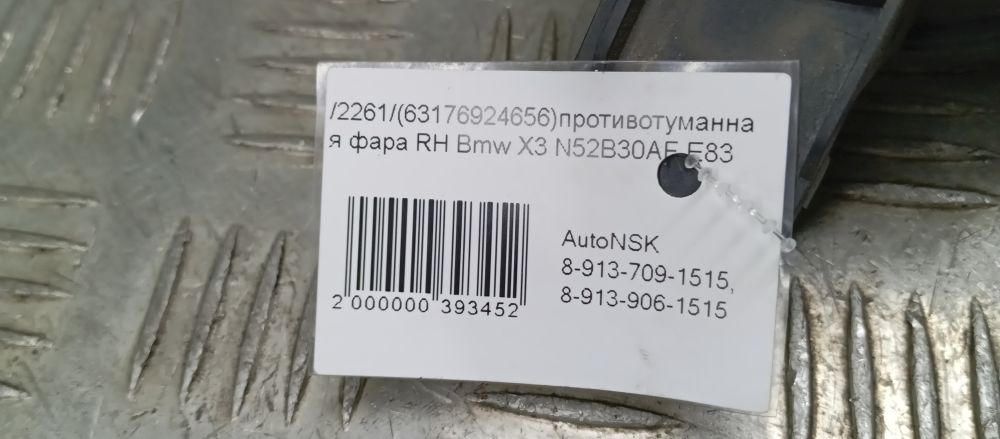 /2261/(63176924656)противотуманна
я фара RH Bmw X3 N52B30AF E83
AutoNSK
8-913-709-1515,
8-913-906-1515
2 000000 393452